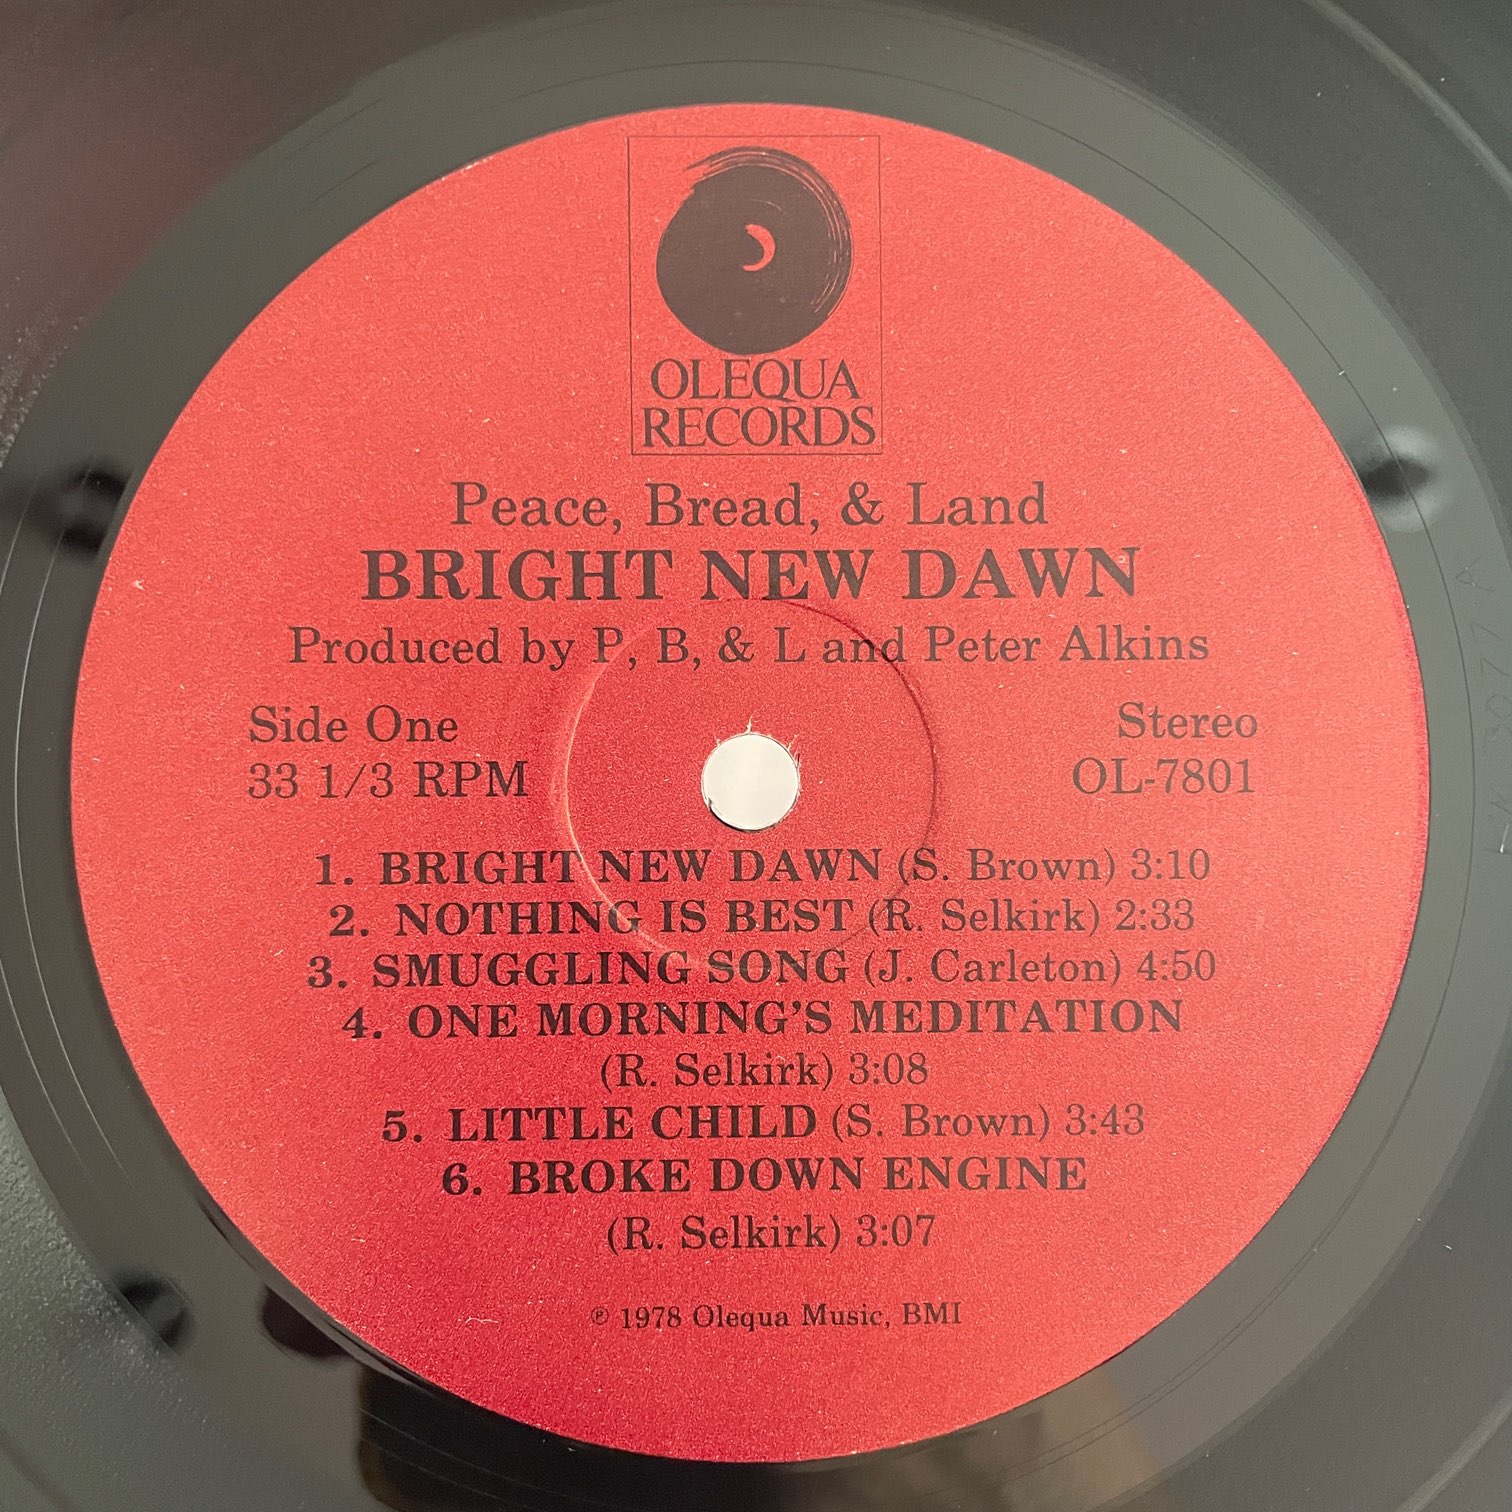 OLEQUA
RECORDS
Peace, Bread, & Land
BRIGHT NEW DAWN
Produced by P, B, & L and Peter Alkins
Side One
Stereo
33 1/3 RPM
OL-7801
1. BRIGHT NEW DAWN (S. Brown) 3:10
2. NOTHING IS BEST (R. Selkirk) 2:33
3. SMUGGLING SONG (J. Carleton) 4:50
4. ONE MORNING'S MEDITATION
(R. Selkirk) 3:08
5. LITTLE CHILD (S. Brown) 3:43
6. BROKE DOWN ENGINE
(R. Selkirk) 3:07
℗ 1978 Olequa Music, BMI